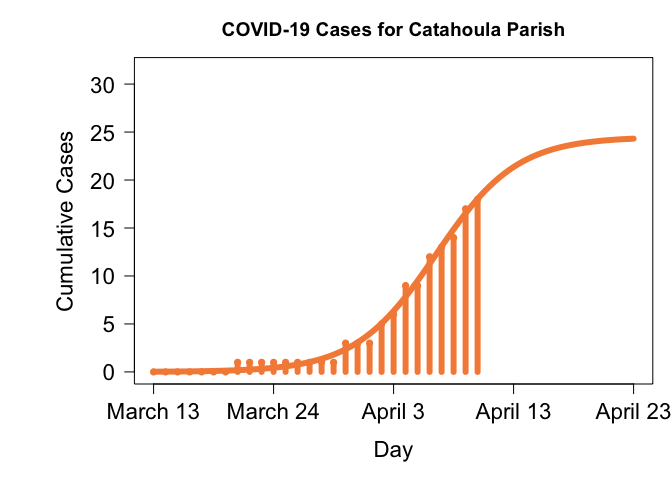 COVID-19 Cases for Catahoula Parish
30
25
20
15
10
5
0
Cumulative Cases
March 13 March 24 April 3 April 13 April 23
Day